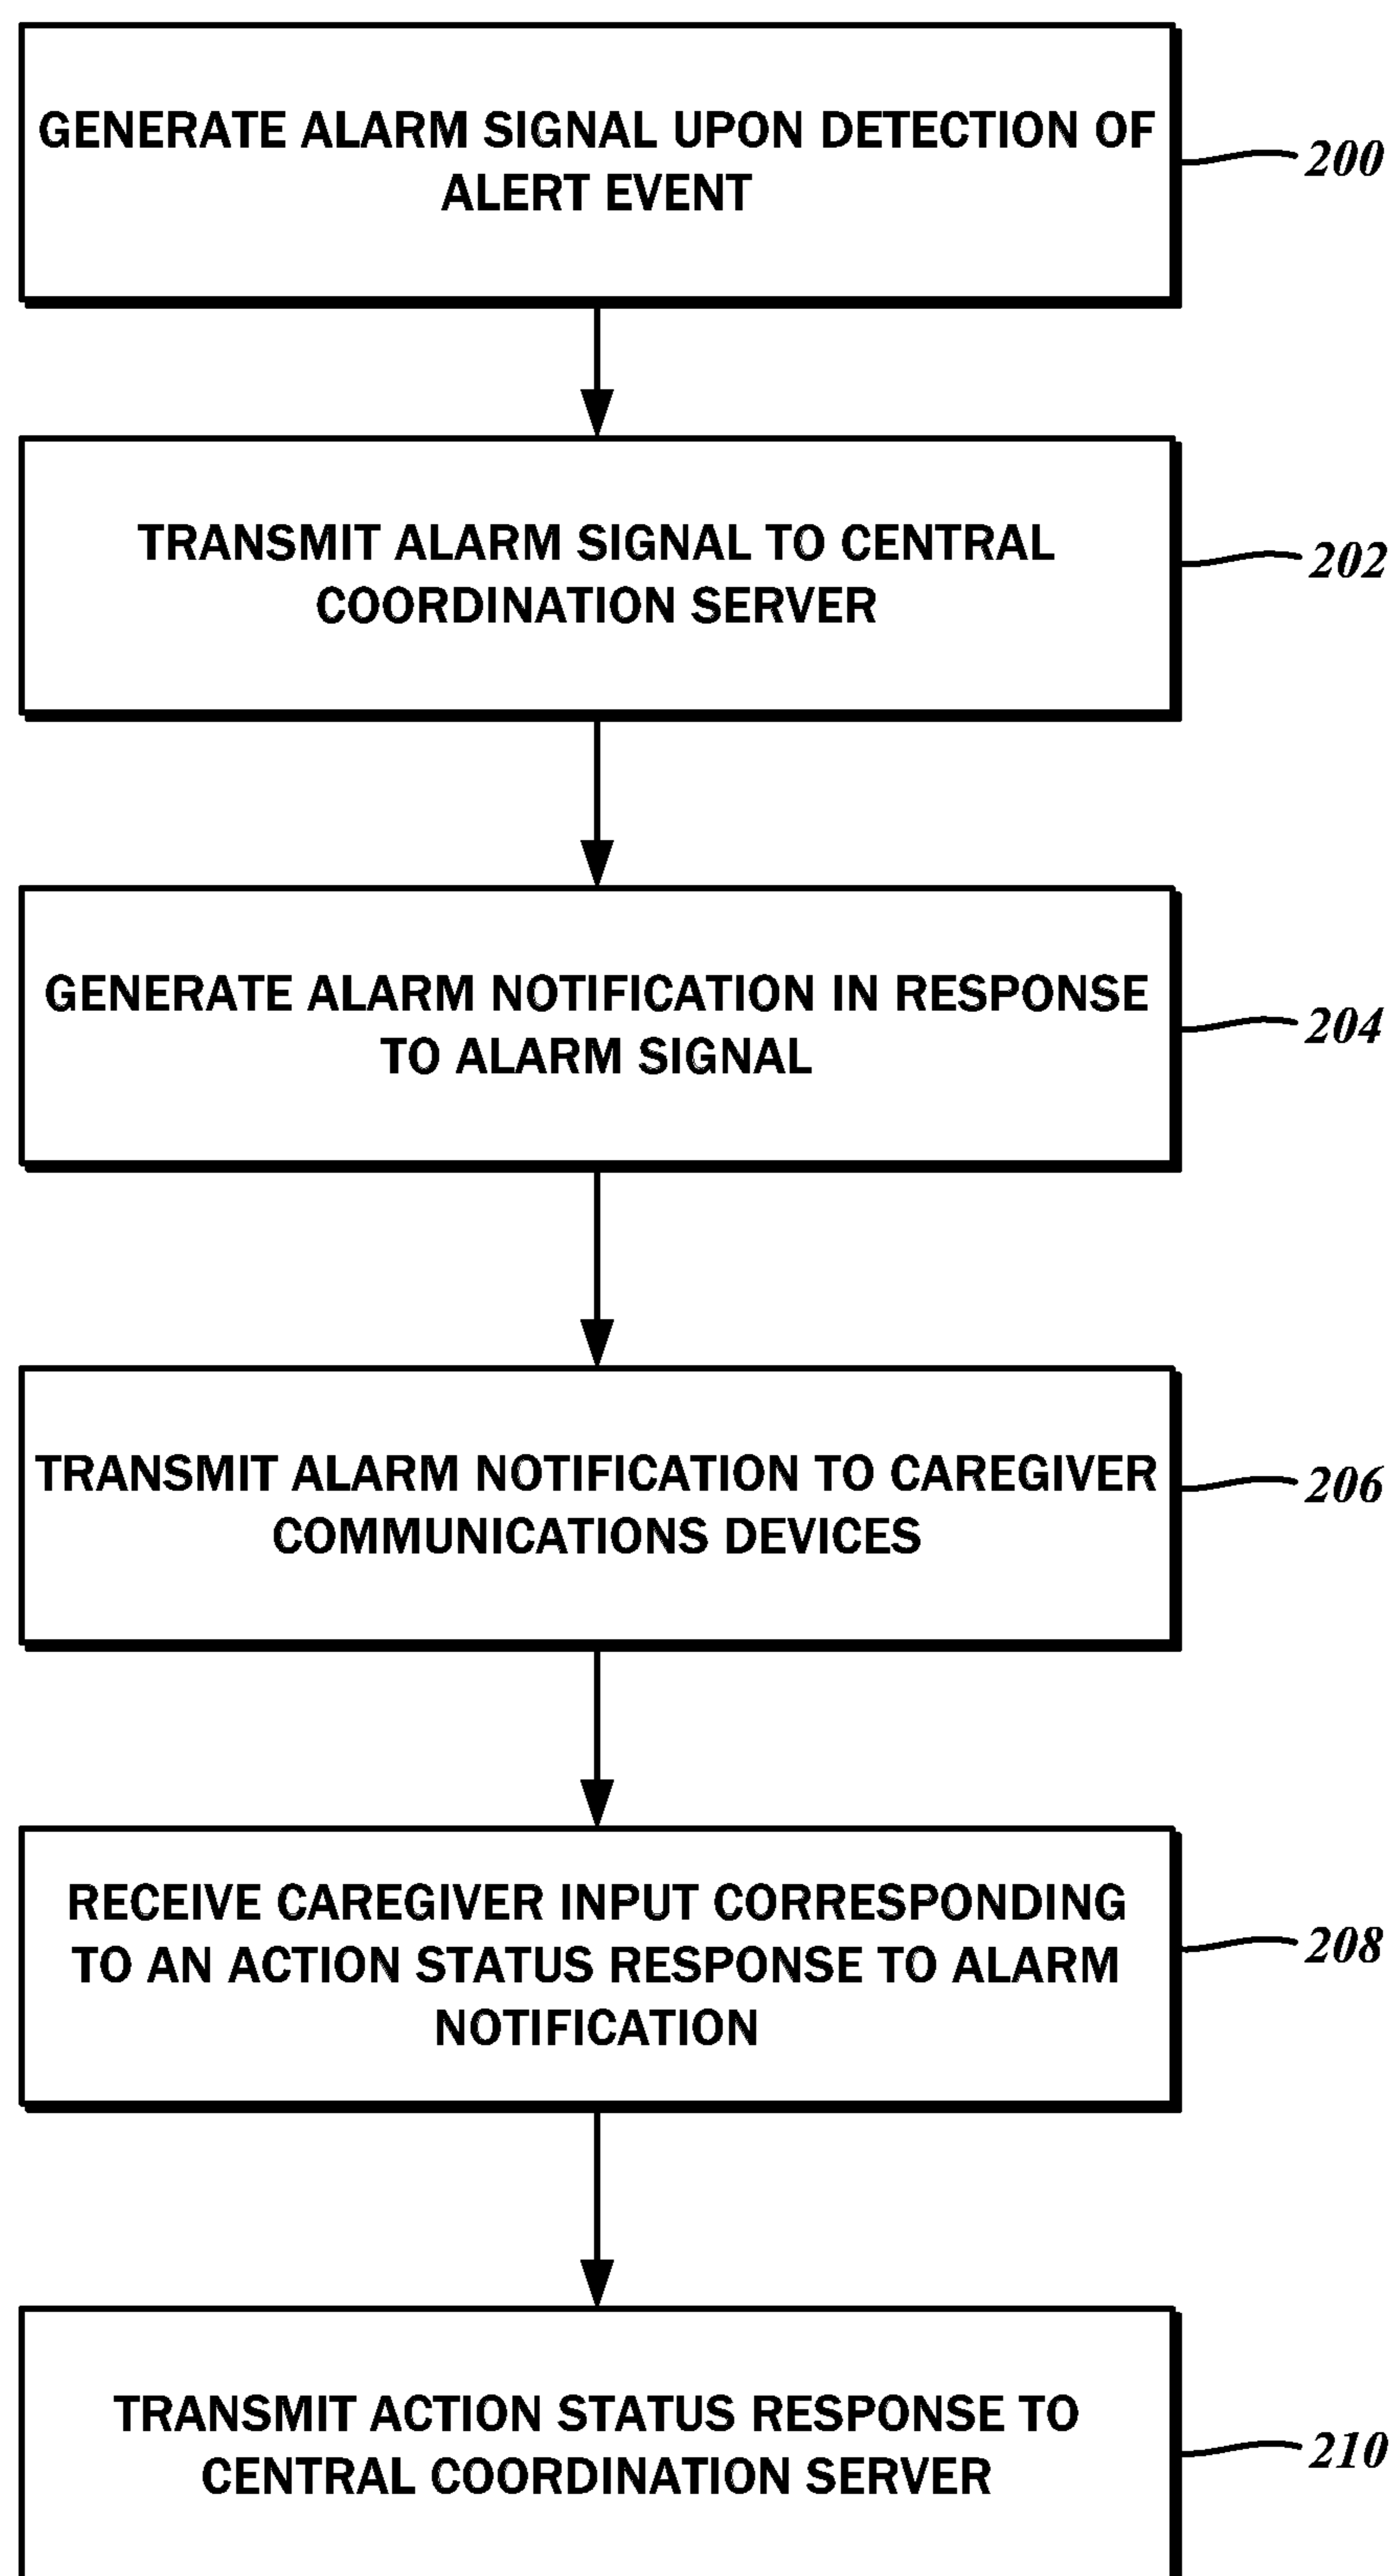 GENERATE ALARM SIGNAL UPON DETECTION OF
ALERT EVENT
200
TRANSMIT ALARM SIGNAL TO CENTRAL
COORDINATION SERVER
202
GENERATE ALARM NOTIFICATION IN RESPONSE
TO ALARM SIGNAL
204
TRANSMIT ALARM NOTIFICATION TO CAREGIVER
COMMUNICATIONS DEVICES
206
RECEIVE CAREGIVER INPUT CORRESPONDING
TO AN ACTION STATUS RESPONSE TO ALARM
NOTIFICATION
208
TRANSMIT ACTION STATUS RESPONSE TO
CENTRAL COORDINATION SERVER
210